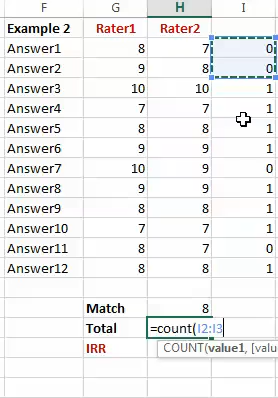 F G H I
Example 2 Rater1 Rater2
Answer1 8 7 0
Answer2 9 8 0
Answer3 10 10 1
Answer4 7 7 1
Answer5 8 8 1
Answer6 9 9 1
Answer7 10 9 0
Answer8 9 9 1
Answer9 8 8 1
Answer10 7 7 1
Answer11 8 7 0
Answer12 8 8 1
Match 8
Total =count(I2:I3
IRR COUNT(value1, [valu